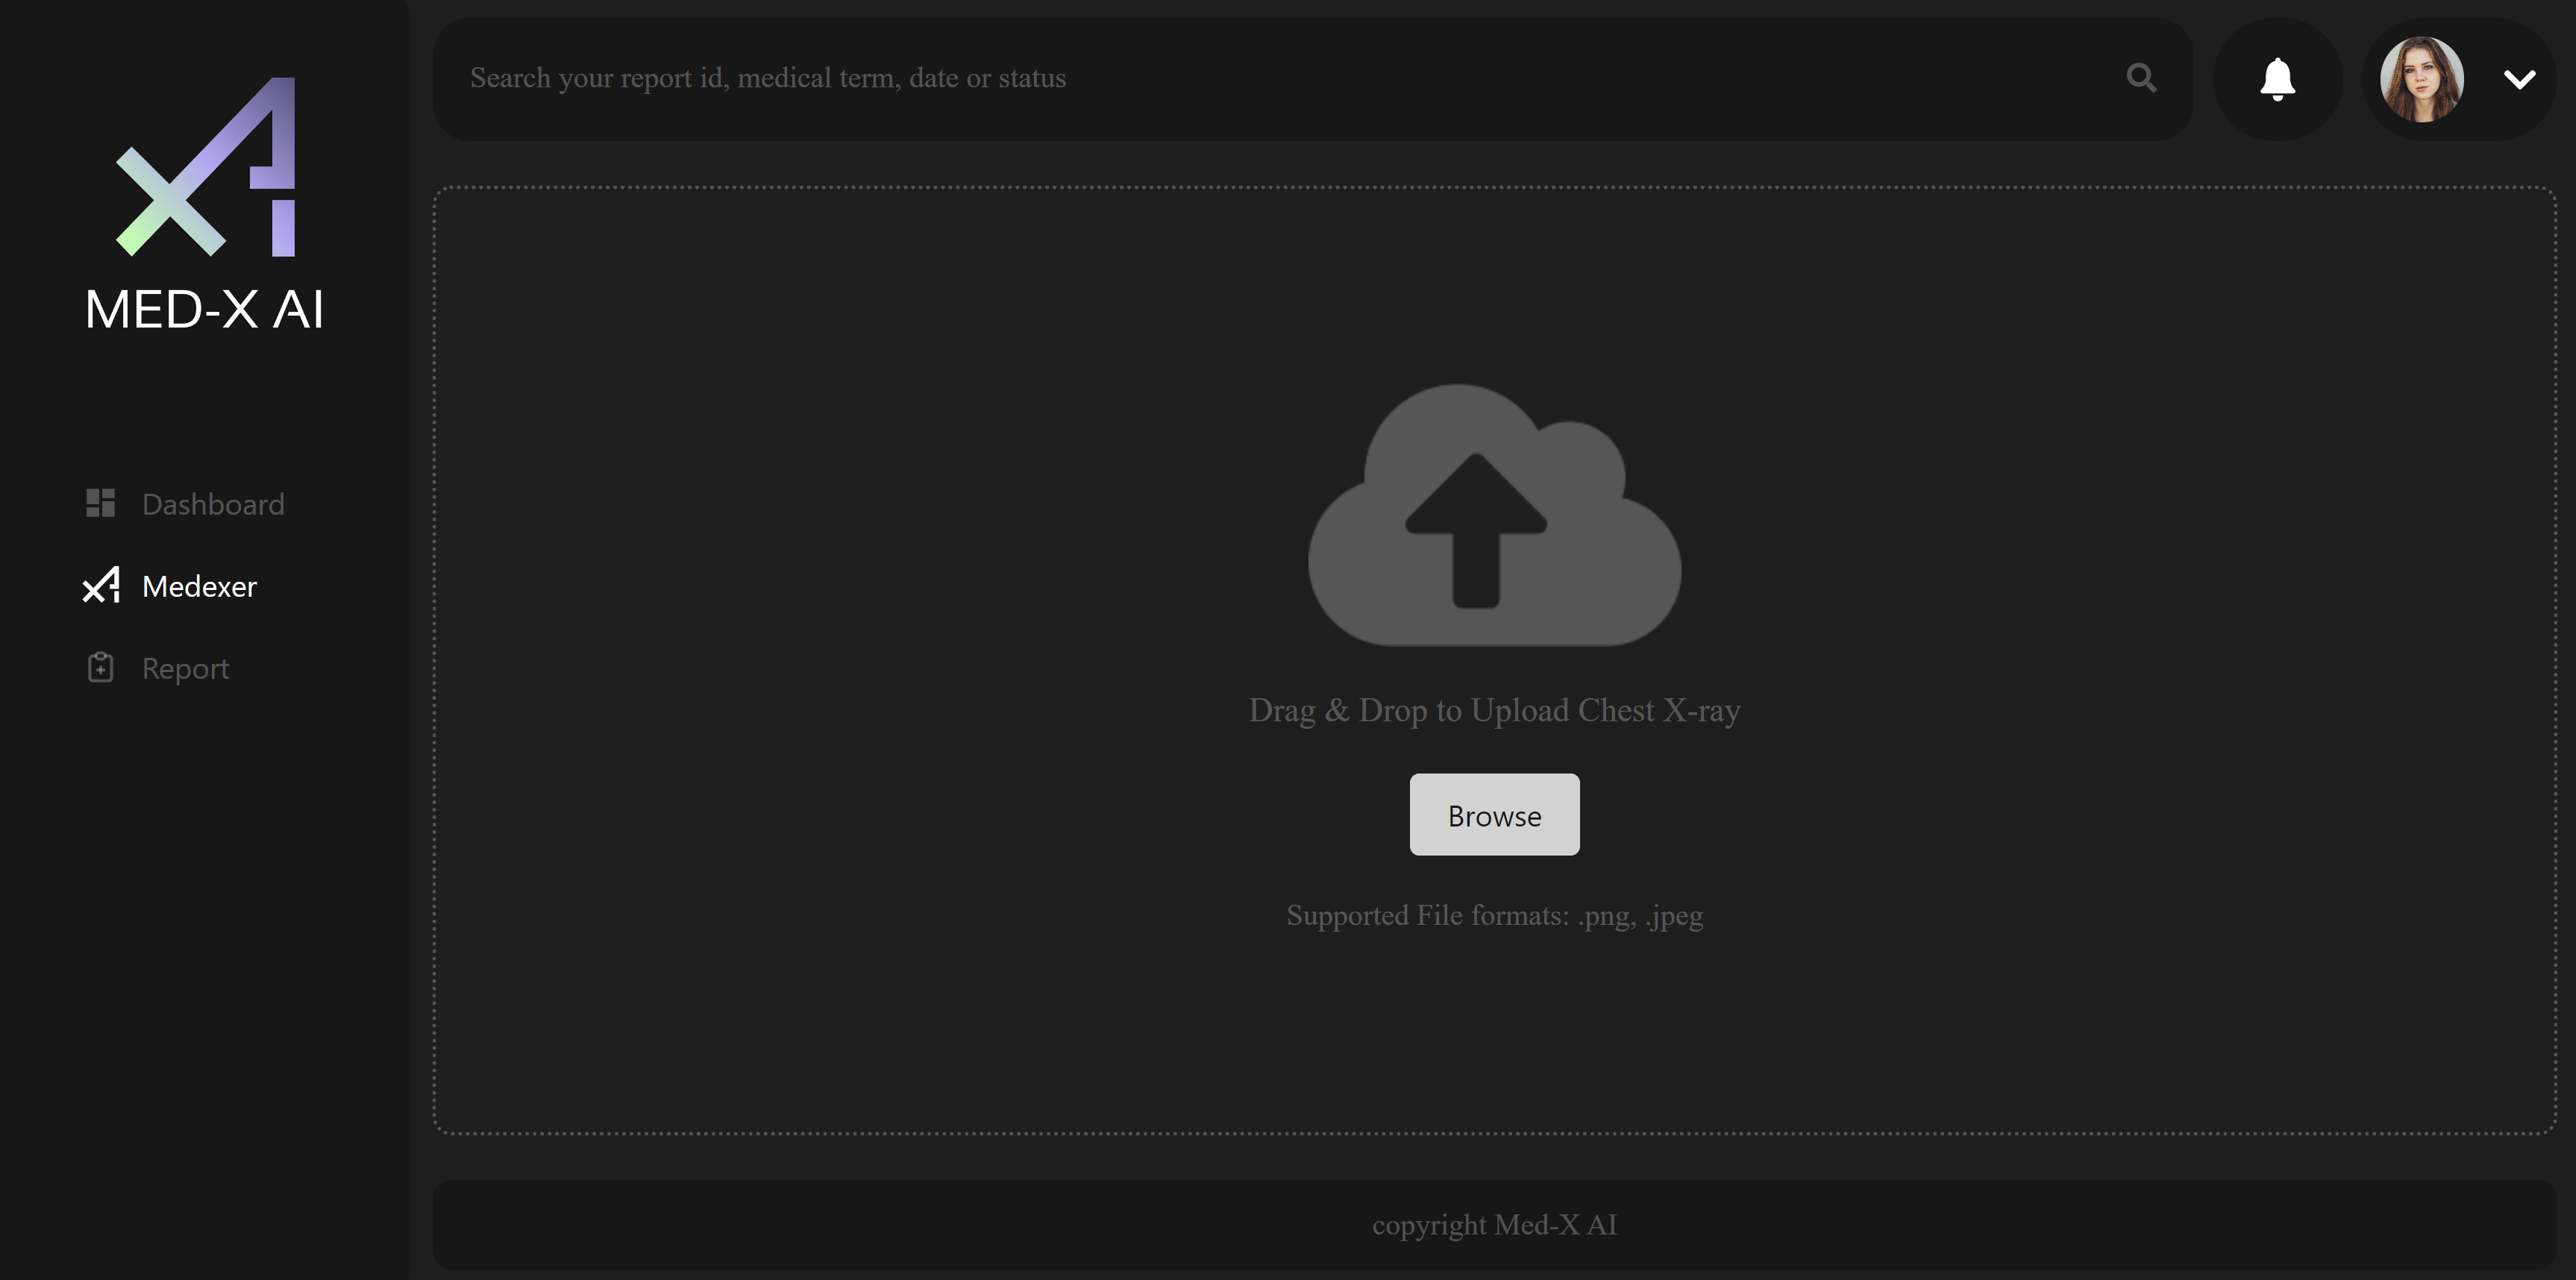 MED-X AI
Dashboard
Medexer
Report
Search your report id, medical term, date or status
Drag & Drop to Upload Chest X-ray
Browse
Supported File formats: .png, .jpeg
copyright Med-X AI